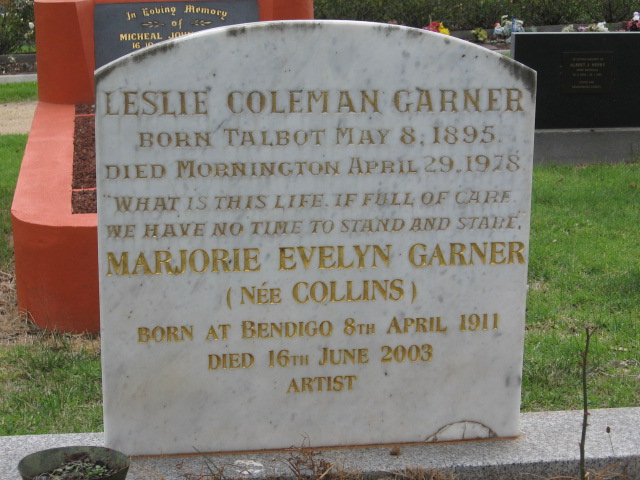 In Loving Memory
of
LESLIE COLEMAN GARNER
BORN TALBOT MAY 8, 1895.
DIED MORNINGTON APRIL 29, 1978
"WHAT IS THIS LIFE, IF FULL OF CARE
WE HAVE NO TIME TO STAND AND STARE."
MARJORIE EVELYN GARNER
(NÉE COLLINS)
BORN AT BENDIGO 8TH APRIL 1911
DIED 16TH JUNE 2003
ARTIST